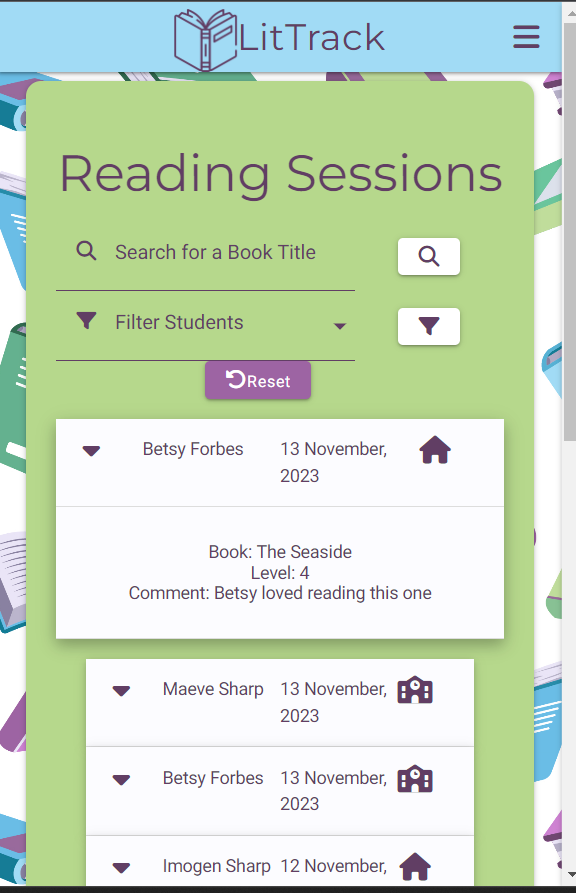 LitTrack
Reading Sessions
Search for a Book Title
Filter Students
Reset
Betsy Forbes 13 November,
2023
Book: The Seaside
Level: 4
Comment: Betsy loved reading this one
Maeve Sharp 13 November,
2023
Betsy Forbes 13 November,
2023
Imogen Sharp 12 November,